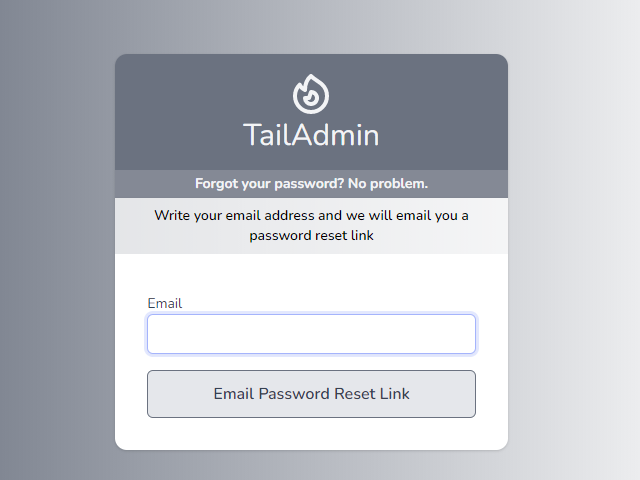 TailAdmin
Forgot your password? No problem.
Write your email address and we will email you a
password reset link
Email
Email Password Reset Link